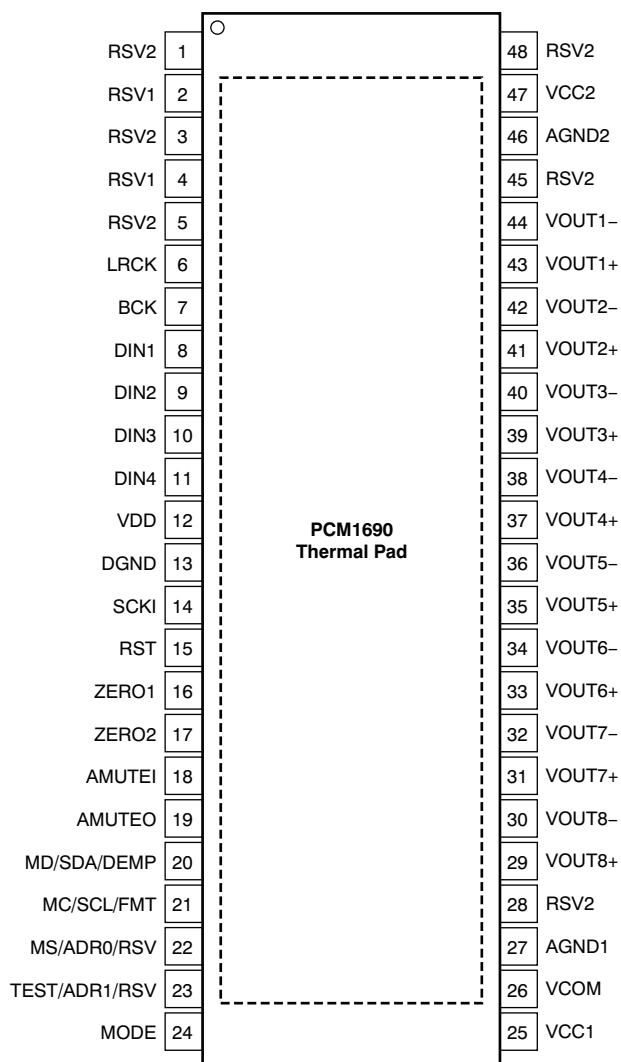 RSV2 1 48 RSV2
RSV1 2 47 VCC2
RSV2 3 46 AGND2
RSV1 4 45 RSV2
RSV2 5 44 VOUT1−
LRCK 6 43 VOUT1+
BCK 7 42 VOUT2−
DIN1 8 41 VOUT2+
DIN2 9 40 VOUT3−
DIN3 10 39 VOUT3+
DIN4 11 38 VOUT4−
VDD 12 37 VOUT4+
PCM1690
Thermal Pad
DGND 13 36 VOUT5−
SCKI 14 35 VOUT5+
RST 15 34 VOUT6−
ZERO1 16 33 VOUT6+
ZERO2 17 32 VOUT7−
AMUTEI 18 31 VOUT7+
AMUTEO 19 30 VOUT8−
MD/SDA/DEMP 20 29 VOUT8+
MC/SCL/FMT 21 28 RSV2
MS/ADR0/RSV 22 27 AGND1
TEST/ADR1/RSV 23 26 VCOM
MODE 24 25 VCC1